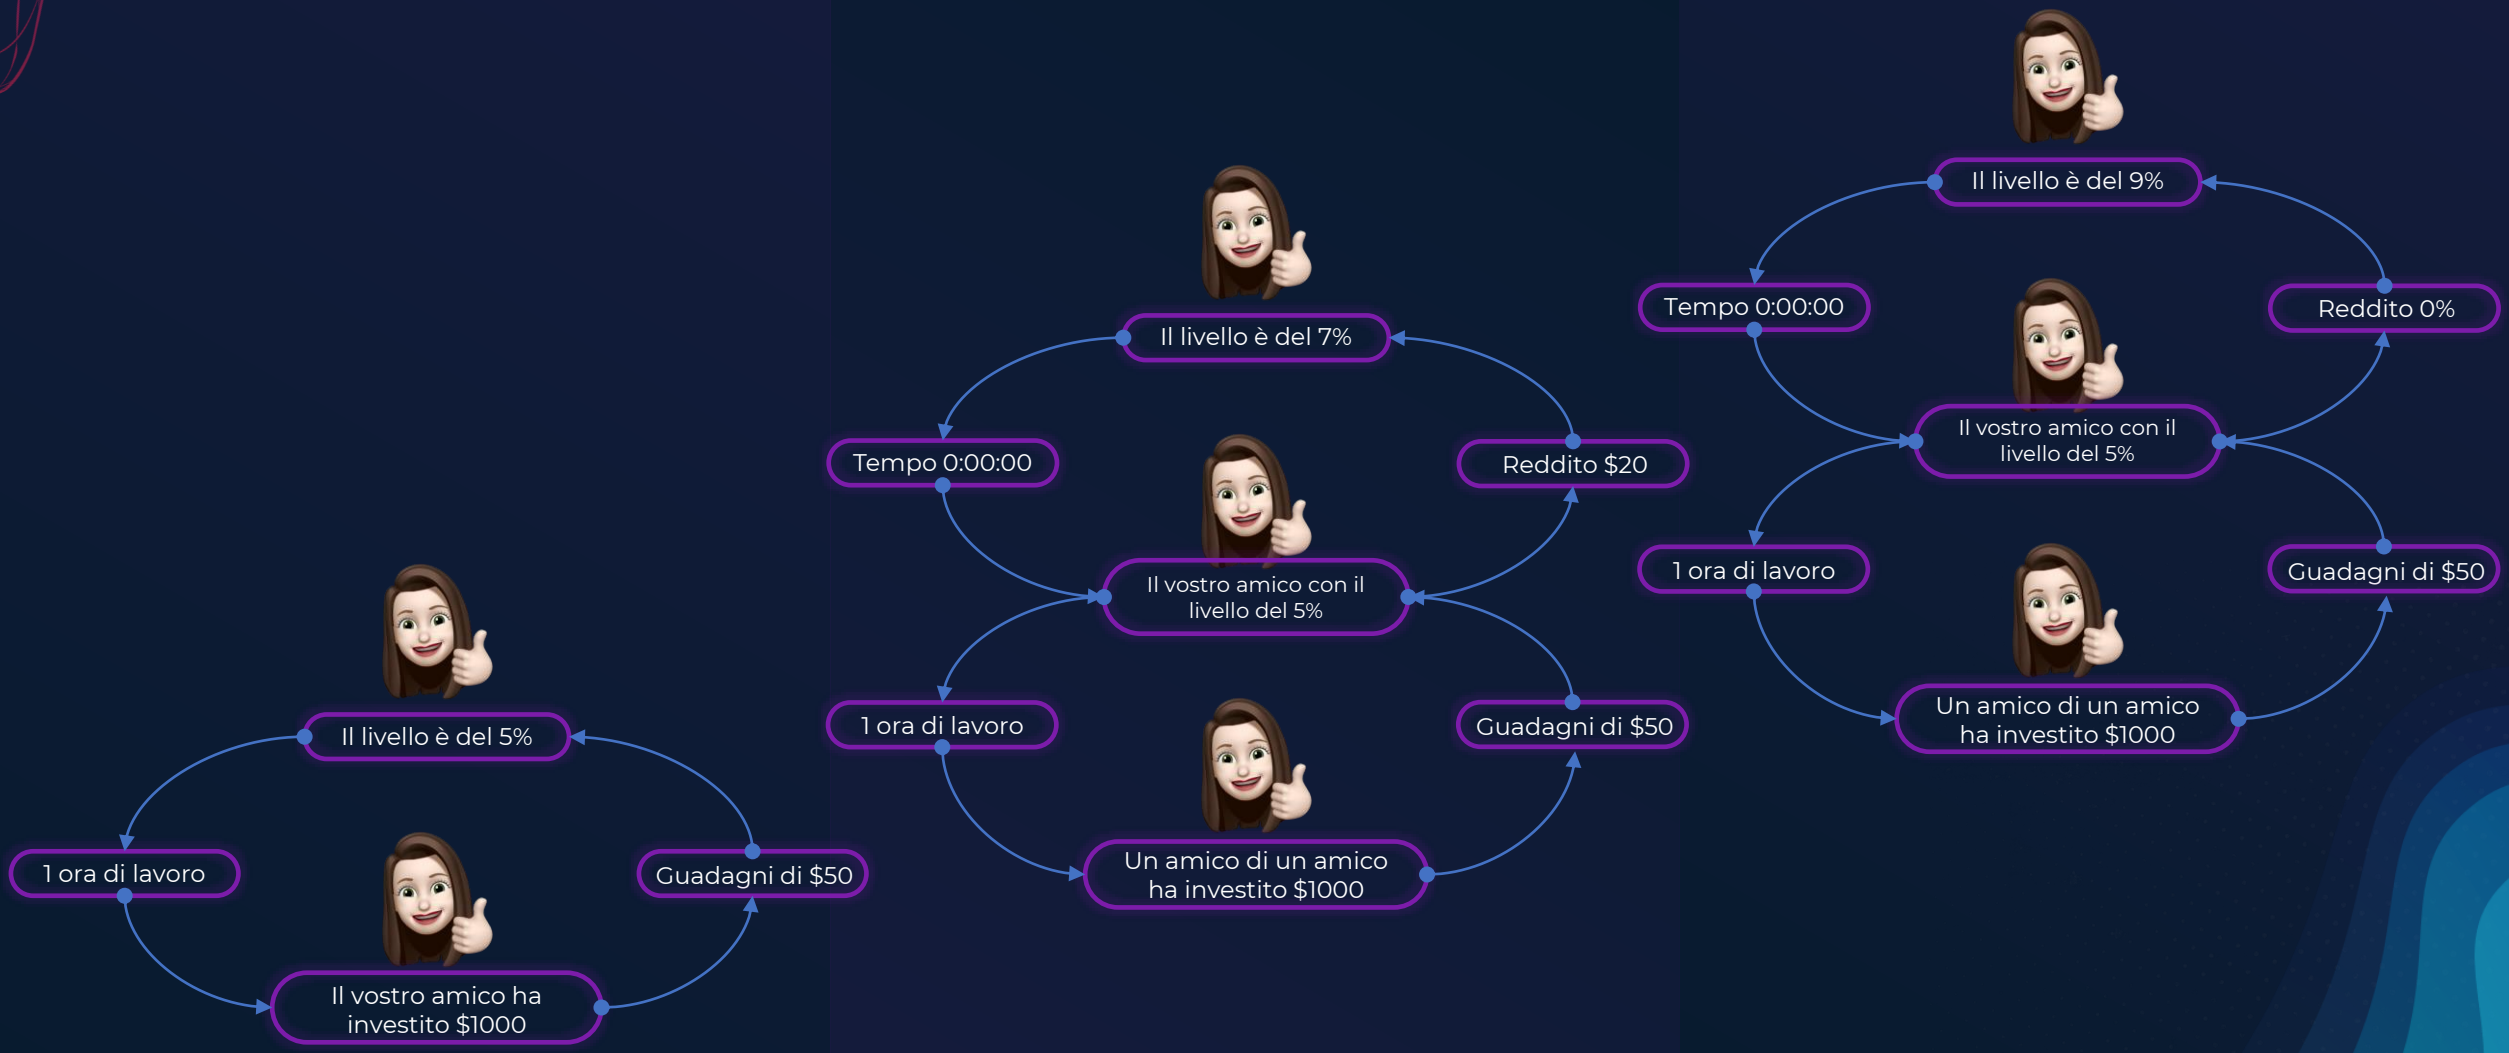 Il livello è del 5%
1 ora di lavoro
Guadagni di $50
Il vostro amico ha
investito $1000
Il livello è del 7%
Tempo 0:00:00
Reddito $20
Il vostro amico con il
livello del 5%
1 ora di lavoro
Guadagni di $50
Un amico di un amico
ha investito $1000
Il livello è del 9%
Tempo 0:00:00
Reddito 0%
Il vostro amico con il
livello del 5%
1 ora di lavoro
Guadagni di $50
Un amico di un amico
ha investito $1000